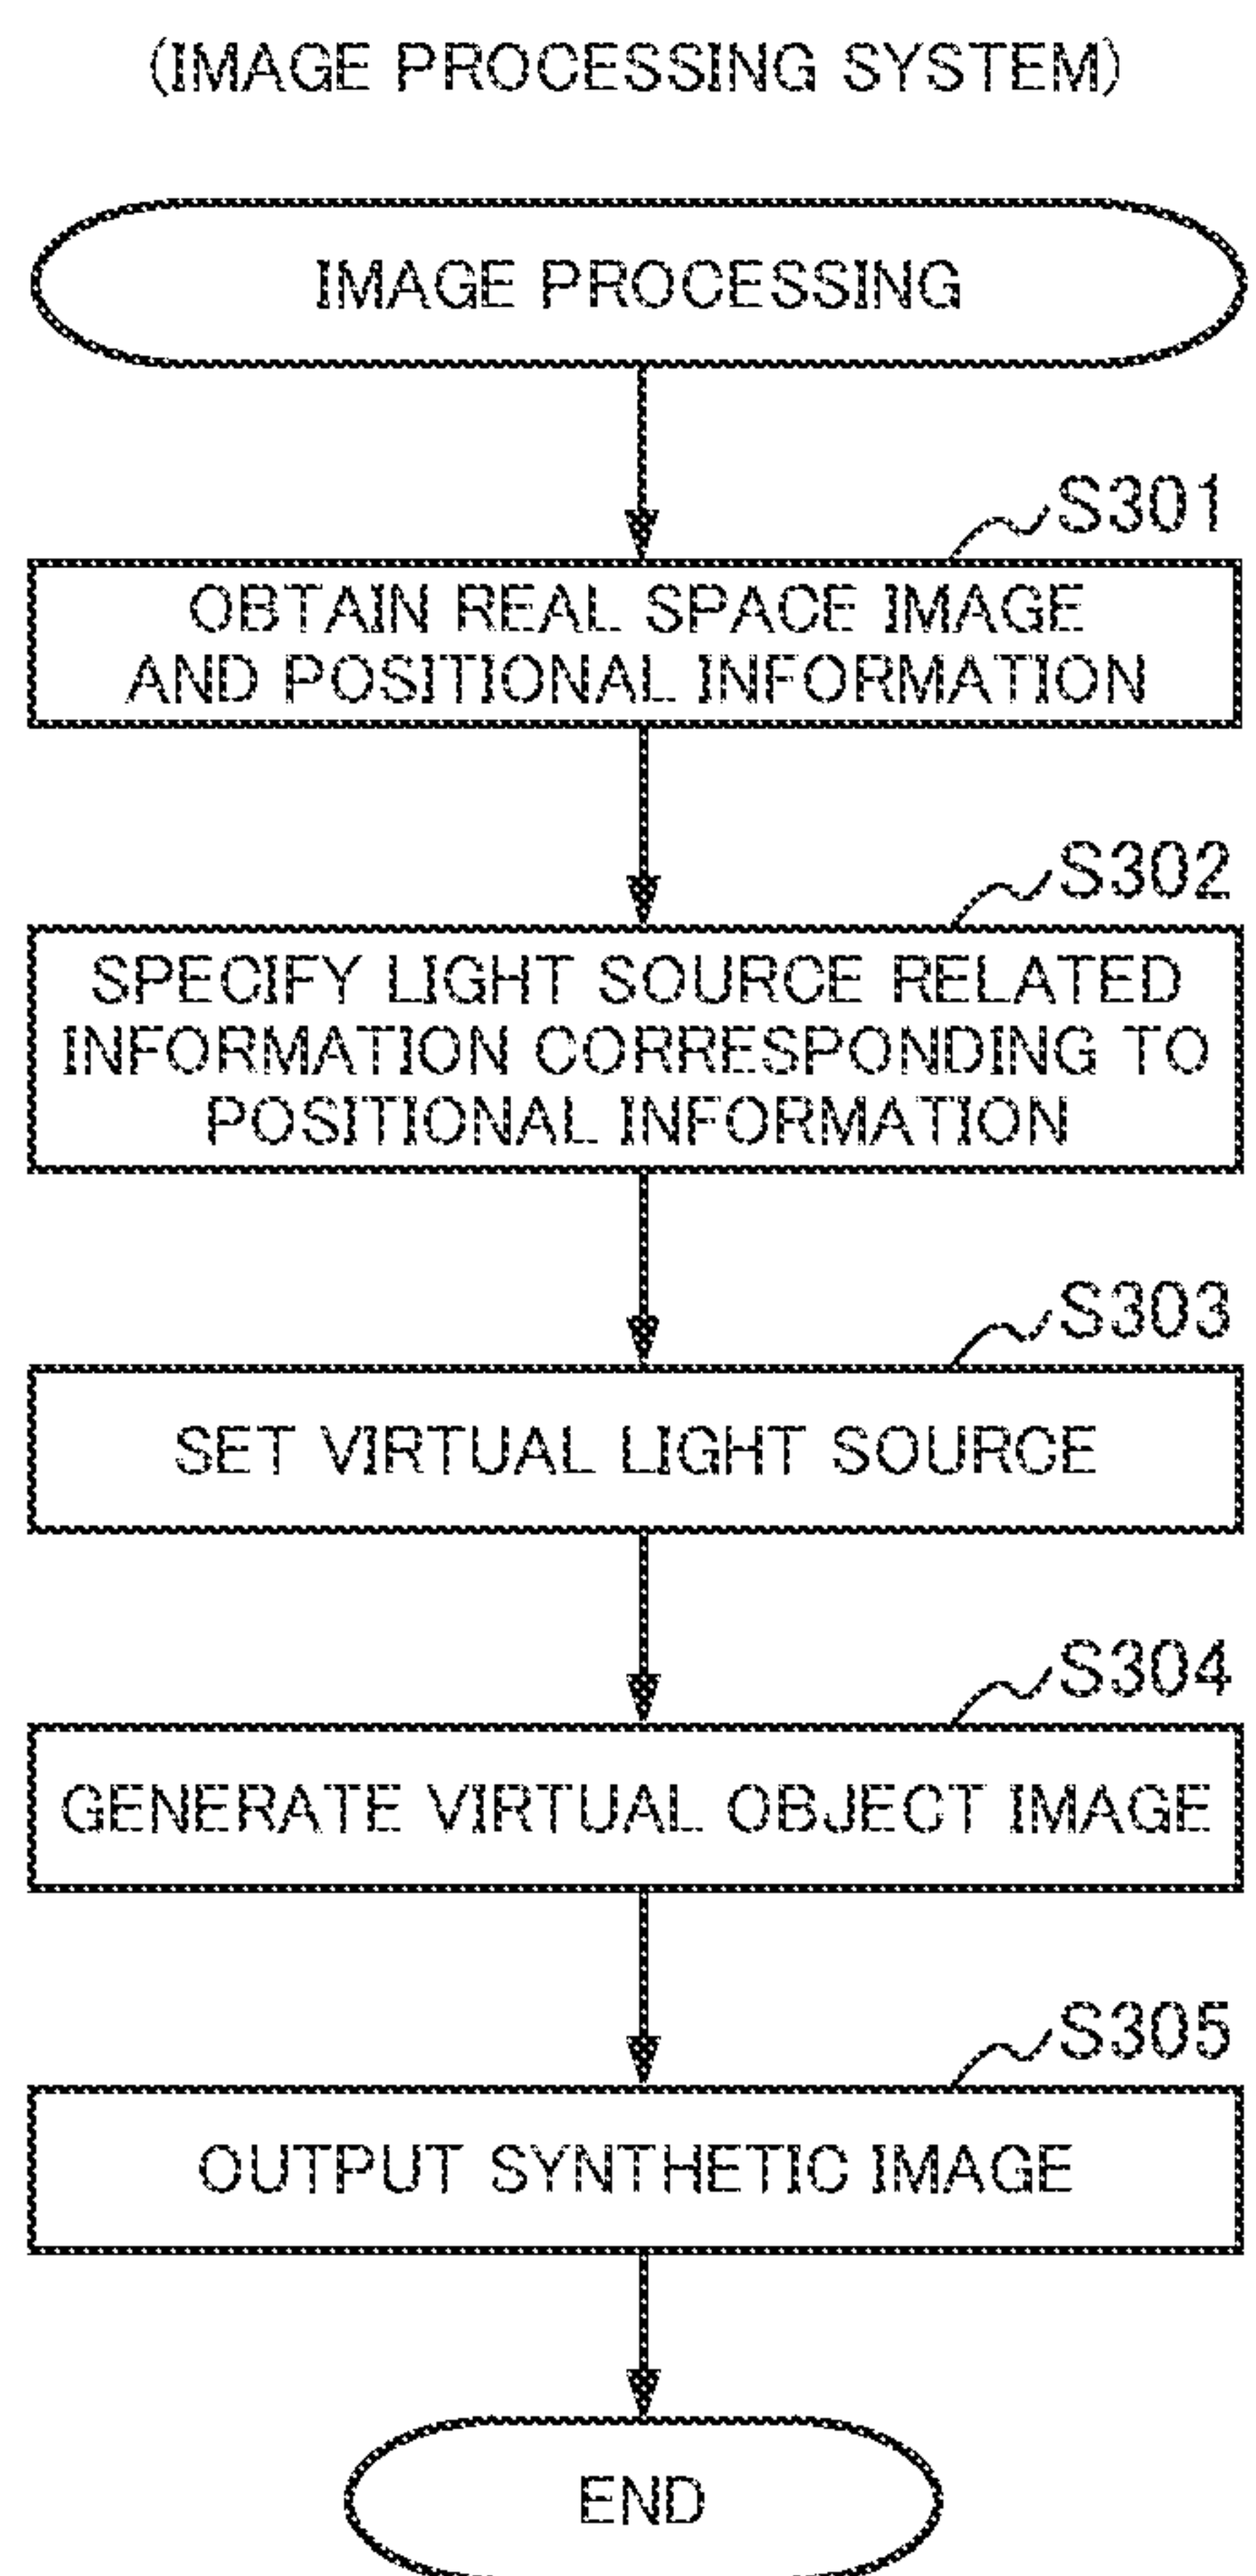 (IMAGE PROCESSING SYSTEM)
IMAGE PROCESSING
S301
OBTAIN REAL SPACE IMAGE
AND POSITIONAL INFORMATION
S302
SPECIFY LIGHT SOURCE RELATED
INFORMATION CORRESPONDING TO
POSITIONAL INFORMATION
S303
SET VIRTUAL LIGHT SOURCE
S304
GENERATE VIRTUAL OBJECT IMAGE
S305
OUTPUT SYNTHETIC IMAGE
END